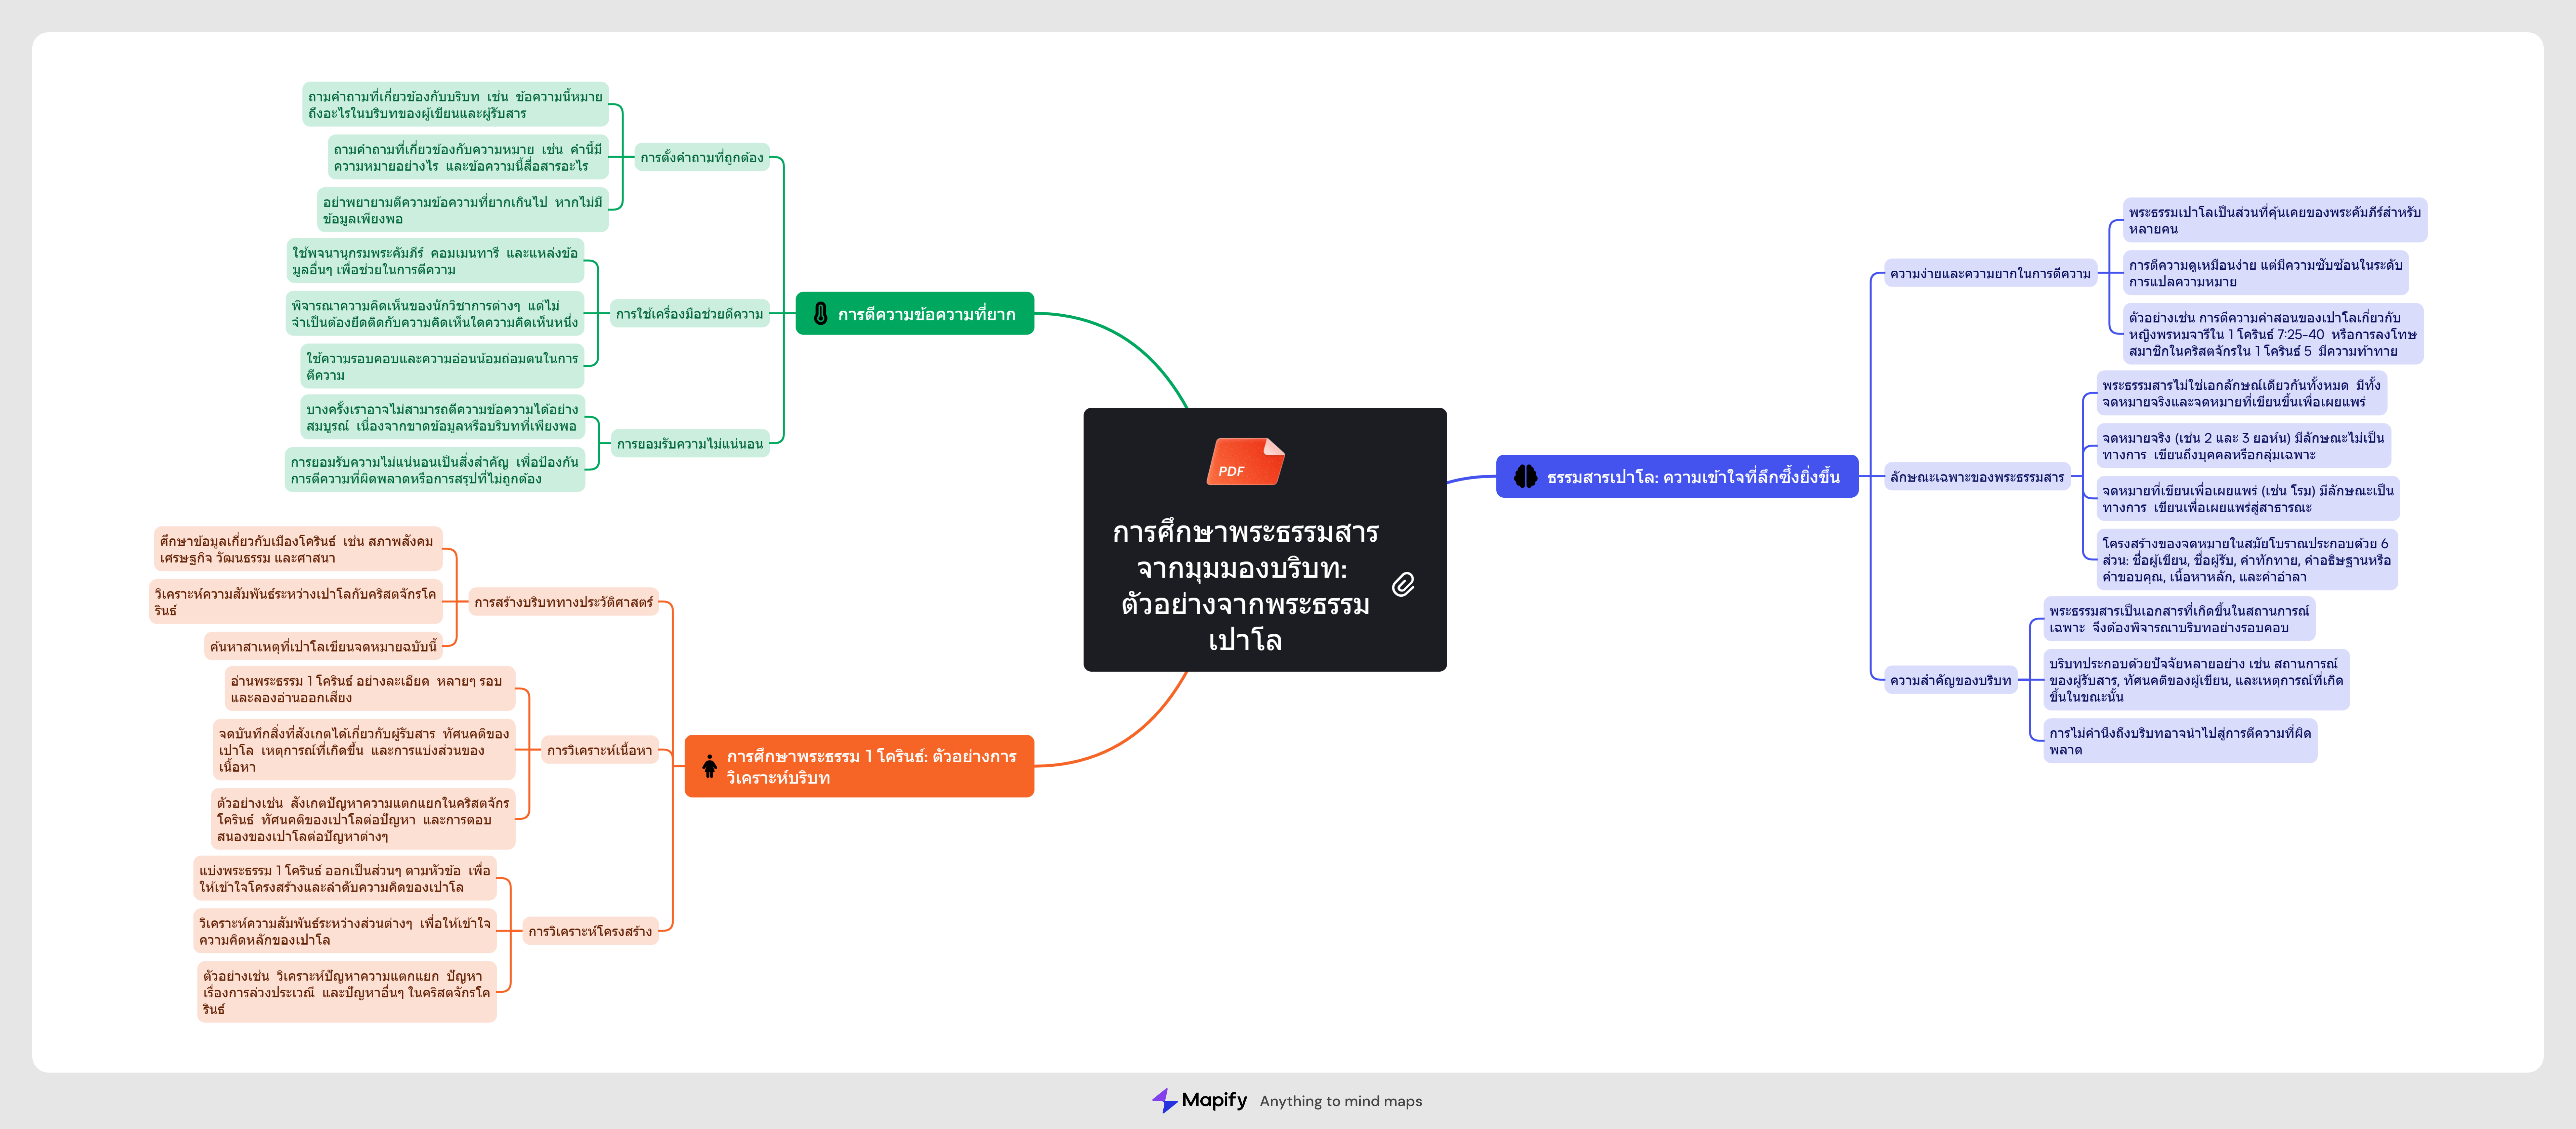 PDF
การศึกษาพระธรรมสาร
จากมุมมองบริบท:
ตัวอย่างจากพระธรรม
เปาโล
ธรรมสารเปาโล: ความเข้าใจที่ลึกซึ้งยิ่งขึ้น
ความง่ายและความยากในการตีความ
พระธรรมเปาโลเป็นส่วนที่คุ้นเคยของพระคัมภีร์สำหรับ
หลายคน
การตีความดูเหมือนง่าย แต่มีความซับซ้อนในระดับ
การแปลความหมาย
ตัวอย่างเช่น การตีความคำสอนของเปาโลเกี่ยวกับ
หญิงพรหมจารีใน 1 โครินธ์ 7:25-40 หรือการลงโทษ
สมาชิกในคริสตจักรใน 1 โครินธ์ 5 มีความท้าทาย
ลักษณะเฉพาะของพระธรรมสาร
พระธรรมสารไม่ใช่เอกลักษณ์เดียวกันทั้งหมด มีทั้ง
จดหมายจริงและจดหมายที่เขียนขึ้นเพื่อเผยแพร่
จดหมายจริง (เช่น 2 และ 3 ยอห์น) มีลักษณะไม่เป็น
ทางการ เขียนถึงบุคคลหรือกลุ่มเฉพาะ
จดหมายที่เขียนเพื่อเผยแพร่ (เช่น โรม) มีลักษณะเป็น
ทางการ เขียนเพื่อเผยแพร่สู่สาธารณะ
โครงสร้างของจดหมายในสมัยโบราณประกอบด้วย 6
ส่วน: ชื่อผู้เขียน, ชื่อผู้รับ, คำทักทาย, คำอธิษฐานหรือ
คำขอบคุณ, เนื้อหาหลัก, และคำอำลา
ความสำคัญของบริบท
พระธรรมสารเป็นเอกสารที่เกิดขึ้นในสถานการณ์
เฉพาะ จึงต้องพิจารณาบริบทอย่างรอบคอบ
บริบทประกอบด้วยปัจจัยหลายอย่าง เช่น สถานการณ์
ของผู้รับสาร, ทัศนคติของผู้เขียน, และเหตุการณ์ที่เกิด
ขึ้นในขณะนั้น
การไม่คำนึงถึงบริบทอาจนำไปสู่การตีความที่ผิด
พลาด
การตีความข้อความที่ยาก
การตั้งคำถามที่ถูกต้อง
ถามคำถามที่เกี่ยวข้องกับบริบท เช่น ข้อความนี้หมาย
ถึงอะไรในบริบทของผู้เขียนและผู้รับสาร
ถามคำถามที่เกี่ยวข้องกับความหมาย เช่น คำนี้มี
ความหมายอย่างไร และข้อความนี้สื่อสารอะไร
อย่าพยายามตีความข้อความที่ยากเกินไป หากไม่มี
ข้อมูลเพียงพอ
การใช้เครื่องมือช่วยตีความ
ใช้พจนานุกรมพระคัมภีร์ คอมเมนทารี และแหล่งข้อ
มูลอื่นๆ เพื่อช่วยในการตีความ
พิจารณาความคิดเห็นของนักวิชาการต่างๆ แต่ไม่
จำเป็นต้องยึดติดกับความคิดเห็นใดความคิดเห็นหนึ่ง
ใช้ความรอบคอบและความอ่อนน้อมถ่อมตนในการ
ตีความ
การยอมรับความไม่แน่นอน
บางครั้งเราอาจไม่สามารถตีความข้อความได้อย่าง
สมบูรณ์ เนื่องจากขาดข้อมูลหรือบริบทที่เพียงพอ
การยอมรับความไม่แน่นอนเป็นสิ่งสำคัญ เพื่อป้องกัน
การตีความที่ผิดพลาดหรือการสรุปที่ไม่ถูกต้อง
การศึกษาพระธรรม 1 โครินธ์: ตัวอย่างการ
วิเคราะห์บริบท
การสร้างบริบททางประวัติศาสตร์
ศึกษาข้อมูลเกี่ยวกับเมืองโครินธ์ เช่น สภาพสังคม
เศรษฐกิจ วัฒนธรรม และศาสนา
วิเคราะห์ความสัมพันธ์ระหว่างเปาโลกับคริสตจักรโค
รินธ์
ค้นหาสาเหตุที่เปาโลเขียนจดหมายฉบับนี้
การวิเคราะห์เนื้อหา
อ่านพระธรรม 1 โครินธ์ อย่างละเอียด หลายๆ รอบ
และลองอ่านออกเสียง
จดบันทึกสิ่งที่สังเกตได้เกี่ยวกับผู้รับสาร ทัศนคติของ
เปาโล เหตุการณ์ที่เกิดขึ้น และการแบ่งส่วนของ
เนื้อหา
ตัวอย่างเช่น สังเกตปัญหาความแตกแยกในคริสตจักร
โครินธ์ ทัศนคติของเปาโลต่อปัญหา และการตอบ
สนองของเปาโลต่อปัญหาต่างๆ
การวิเคราะห์โครงสร้าง
แบ่งพระธรรม 1 โครินธ์ ออกเป็นส่วนๆ ตามหัวข้อ เพื่อ
ให้เข้าใจโครงสร้างและลำดับความคิดของเปาโล
วิเคราะห์ความสัมพันธ์ระหว่างส่วนต่างๆ เพื่อให้เข้าใจ
ความคิดหลักของเปาโล
ตัวอย่างเช่น วิเคราะห์ปัญหาความแตกแยก ปัญหา
เรื่องการล่วงประเวณี และปัญหาอื่นๆ ในคริสตจักรโค
รินธ์
Mapify Anything to mind maps